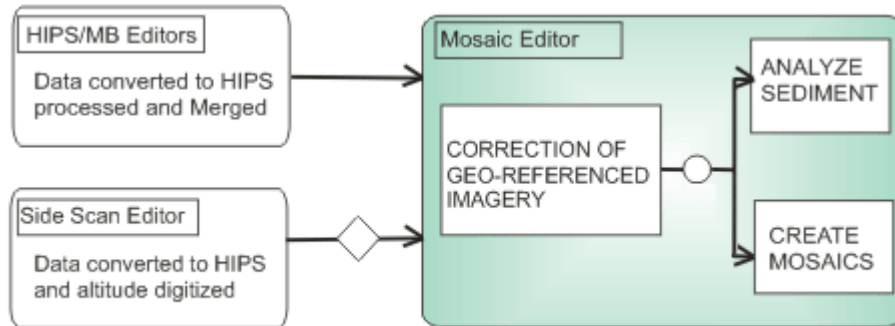 HIPS/MB Editors
Data converted to HIPS
processed and Merged
Side Scan Editor
Data converted to HIPS
and altitude digitized
Mosaic Editor
CORRECTION OF
GEO-REFERENCED
IMAGERY
ANALYZE
SEDIMENT
CREATE
MOSAICS